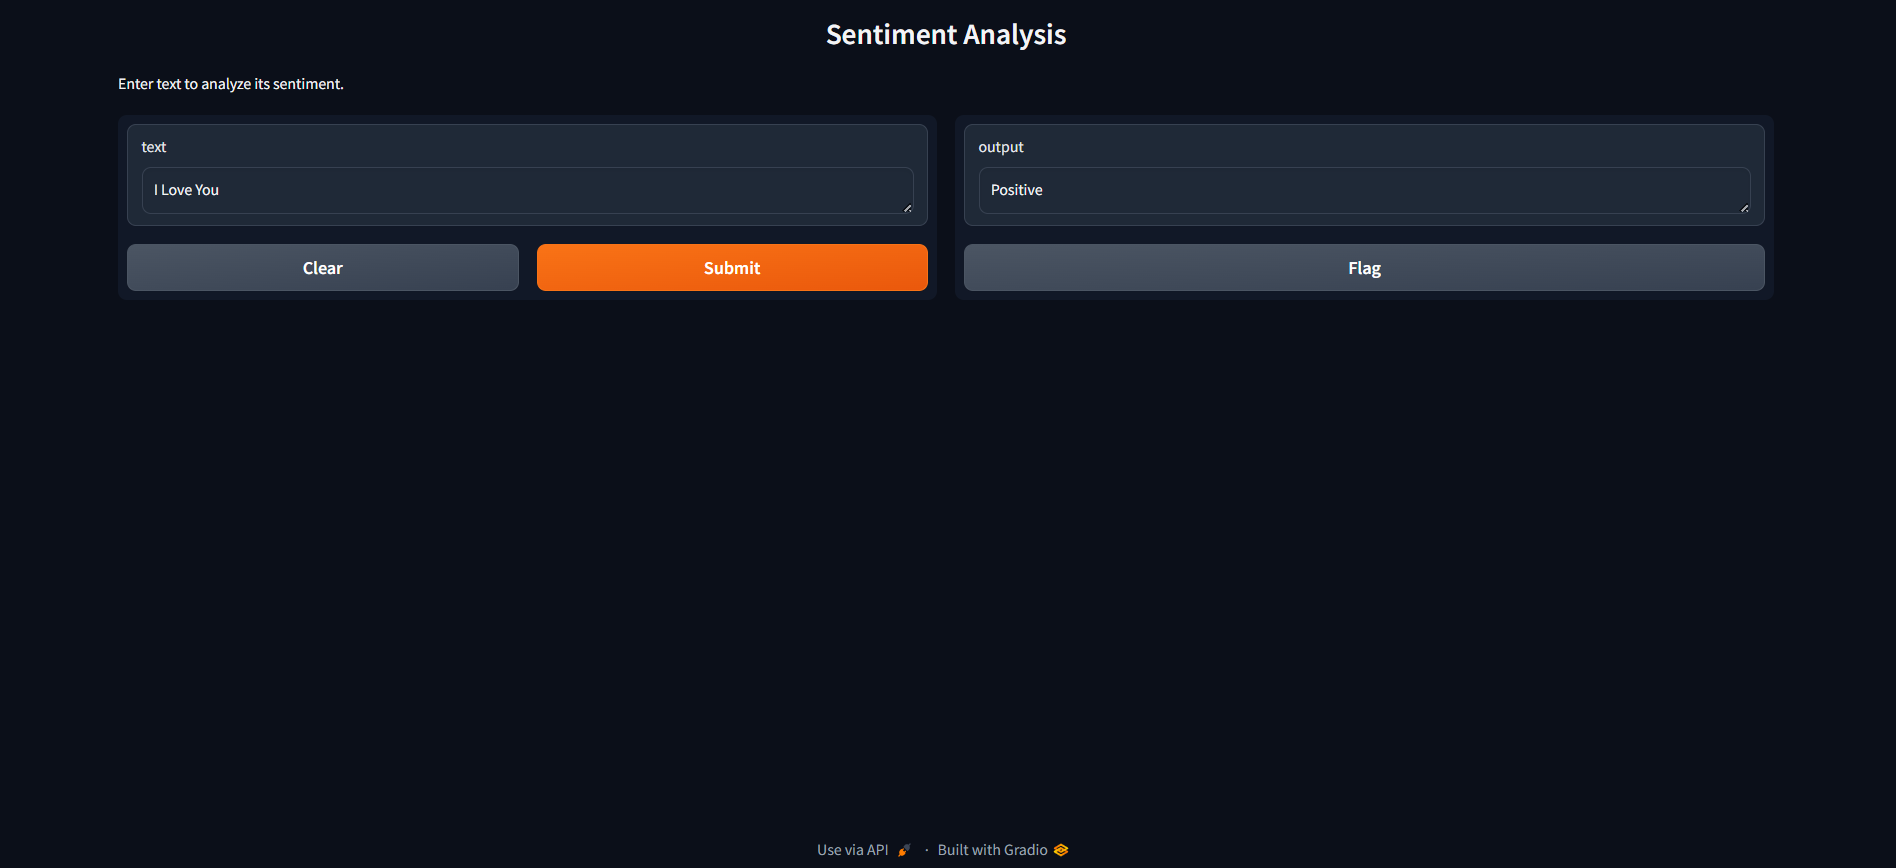 Sentiment Analysis
Enter text to analyze its sentiment.
text
I Love You
Clear
Submit
output
Positive
Flag
Use via API · Built with Gradio